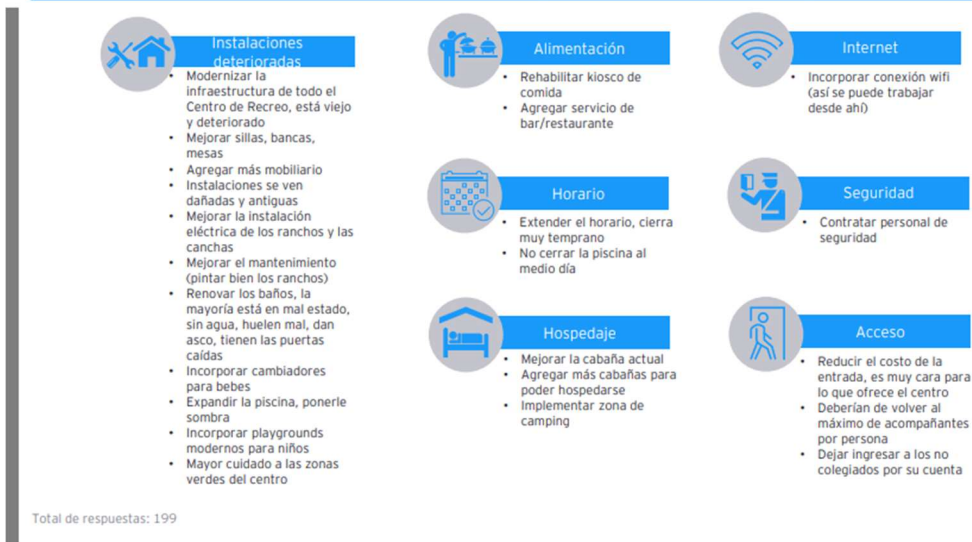 Instalaciones
deterioradas
• Modernizar la
infraestructura de todo el
Centro de Recreo, está viejo
y deteriorado
• Mejorar sillas, bancas,
mesas
• Agregar más mobiliario
• Instalaciones se ven
dañadas y antiguas
• Mejorar la instalación
eléctrica de los ranchos y las
canchas
• Mejorar el mantenimiento
(pintar bien los ranchos)
• Renovar los baños, la
mayoría está en mal estado,
sin agua, huelen mal, dan
asco, tienen las puertas
caídas
• Incorporar cambiadores
para bebes
• Expandir la piscina, ponerle
sombra
• Incorporar playgrounds
modernos para niños
• Mayor cuidado a las zonas
verdes del centro
Alimentación
• Rehabilitar kiosco de
comida
• Agregar servicio de
bar/restaurante
Horario
• Extender el horario, cierra
muy temprano
• No cerrar la piscina al
medio día
Hospedaje
• Mejorar la cabaña actual
• Agregar más cabañas para
poder hospedarse
• Implementar zona de
camping
Internet
• Incorporar conexión wifi
(así se puede trabajar
desde ahí)
Seguridad
• Contratar personal de
seguridad
Acceso
• Reducir el costo de la
entrada, es muy cara para
lo que ofrece el centro
• Deberían de volver al
máximo de acompañantes
por persona
• Dejar ingresar a los no
colegiados por su cuenta
Total de respuestas: 199